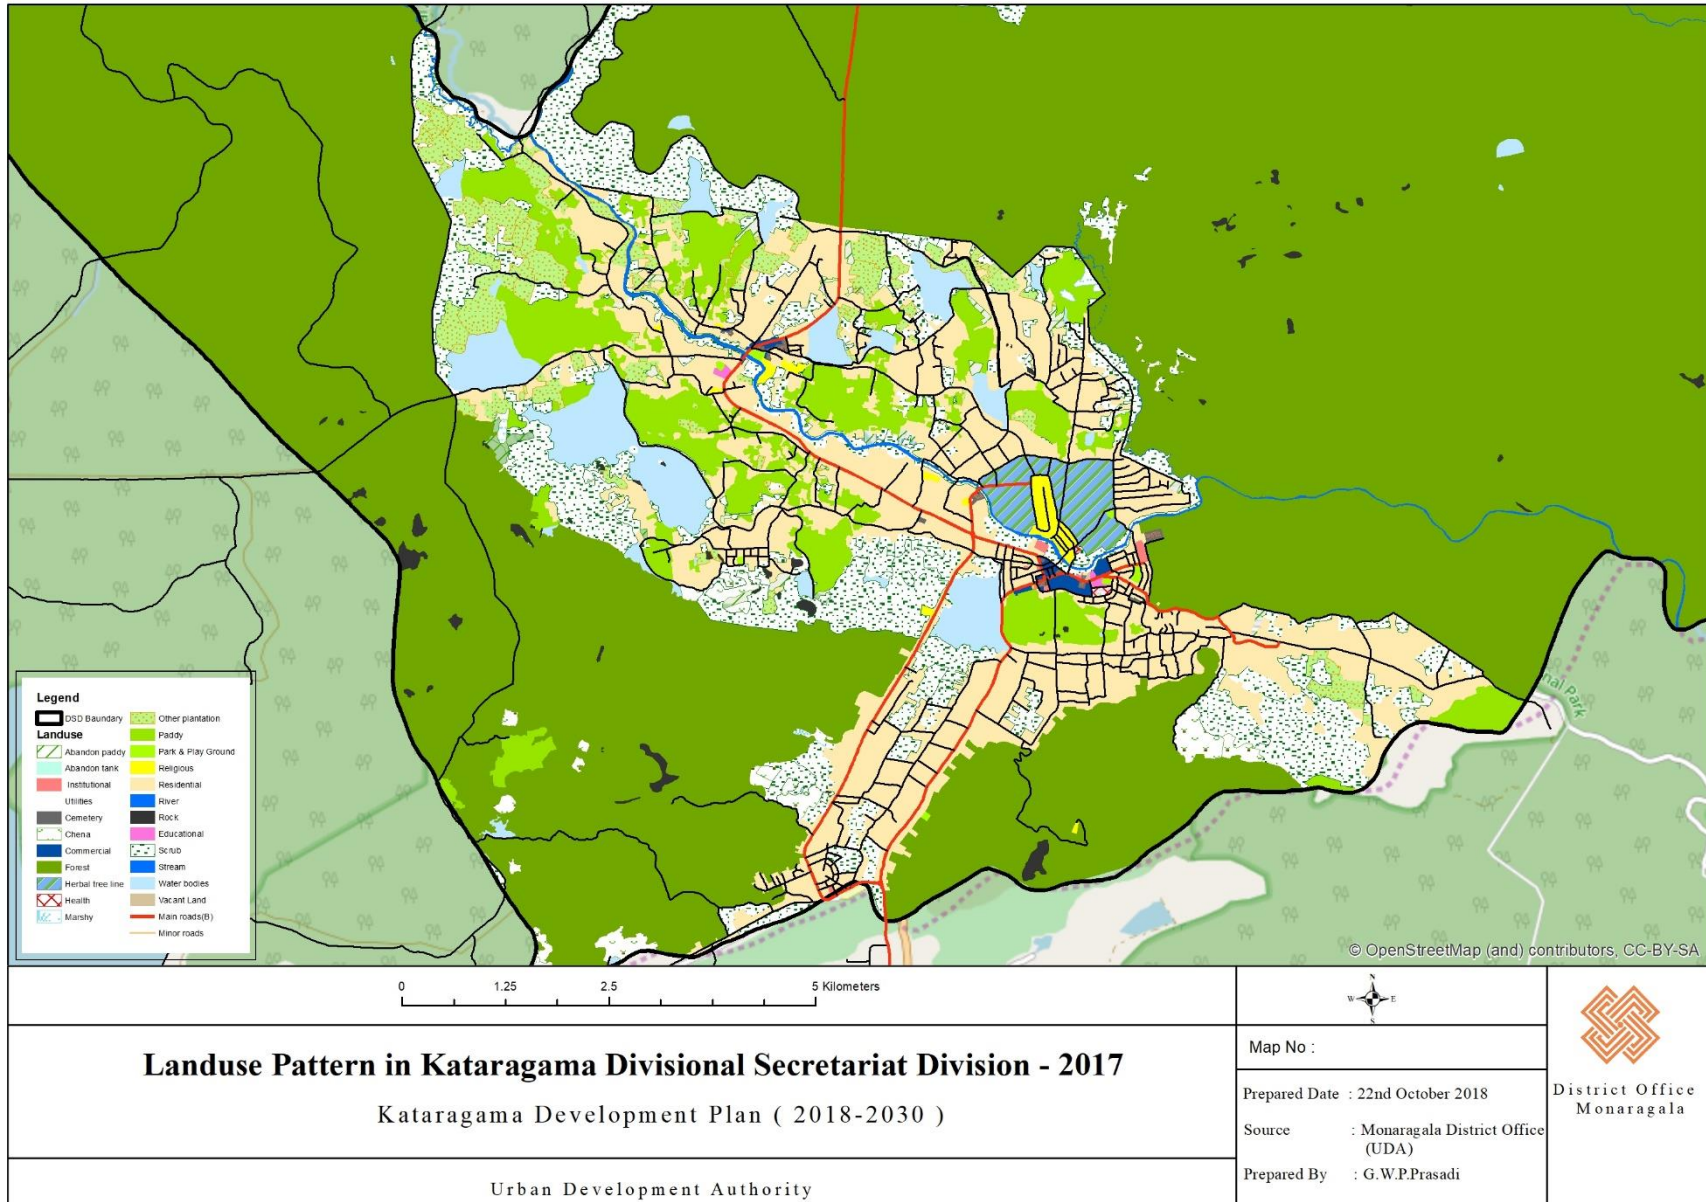 nal Park
Legend
DSD Baundary
Landuse
Abandon paddy
Abandon tank
Institutional
Utilities
Cemetery
Chena
Commercial
Forest
Herbal tree line
Health
Marshy
Other plantation
Paddy
Park & Play Ground
Religious
Residential
River
Rock
Educational
Scrub
Stream
Water bodies
Vacant Land
Main roads(B)
Minor roads
© OpenStreetMap (and) contributors, CC-BY-SA
0 1.25 2.5 5 Kilometers
N
W E
S
Landuse Pattern in Kataragama Divisional Secretariat Division - 2017
Kataragama Development Plan ( 2018-2030 )
Urban Development Authority
Map No :
Prepared Date : 22nd October 2018
Source : Monaragala District Office
(UDA)
Prepared By : G.W.P.Prasadi
District Office
Monaragala